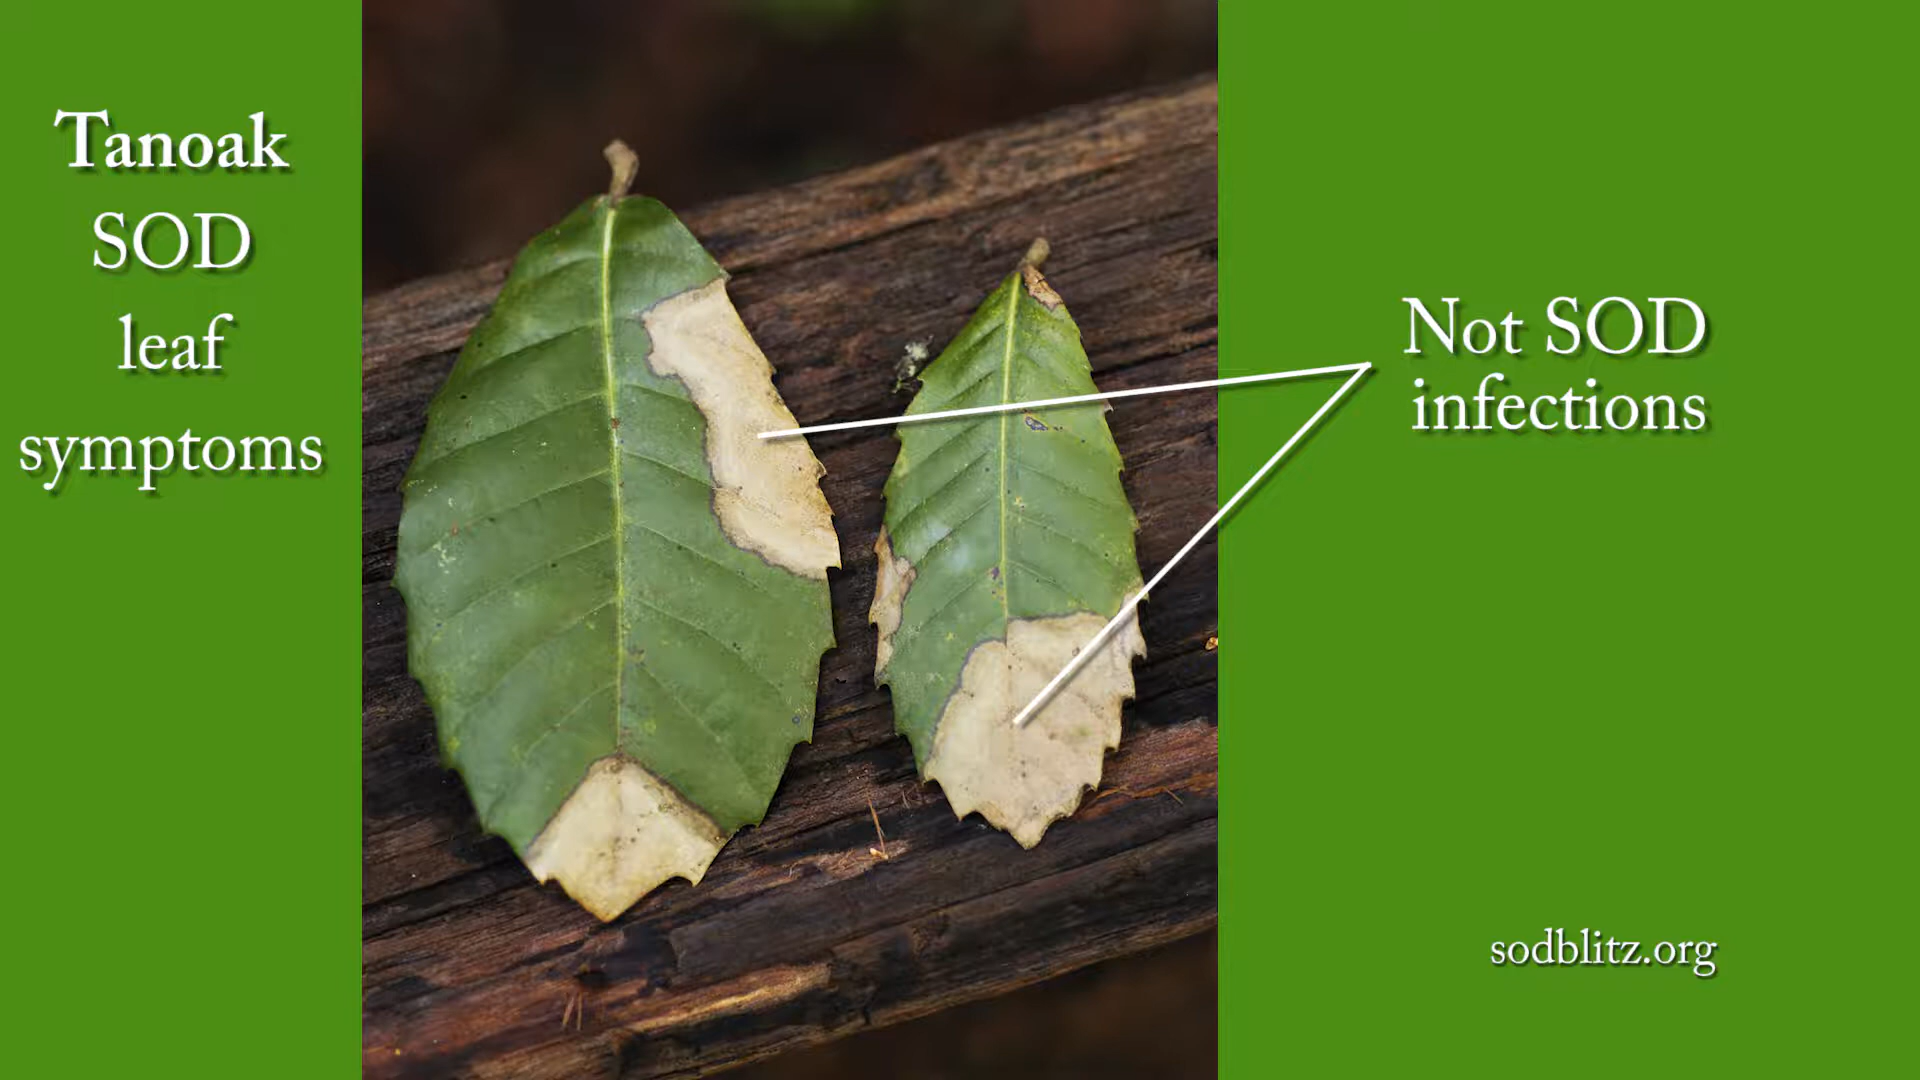 Tanoak
SOD
leaf
symptoms
Not SOD
infections
sodblitz.org